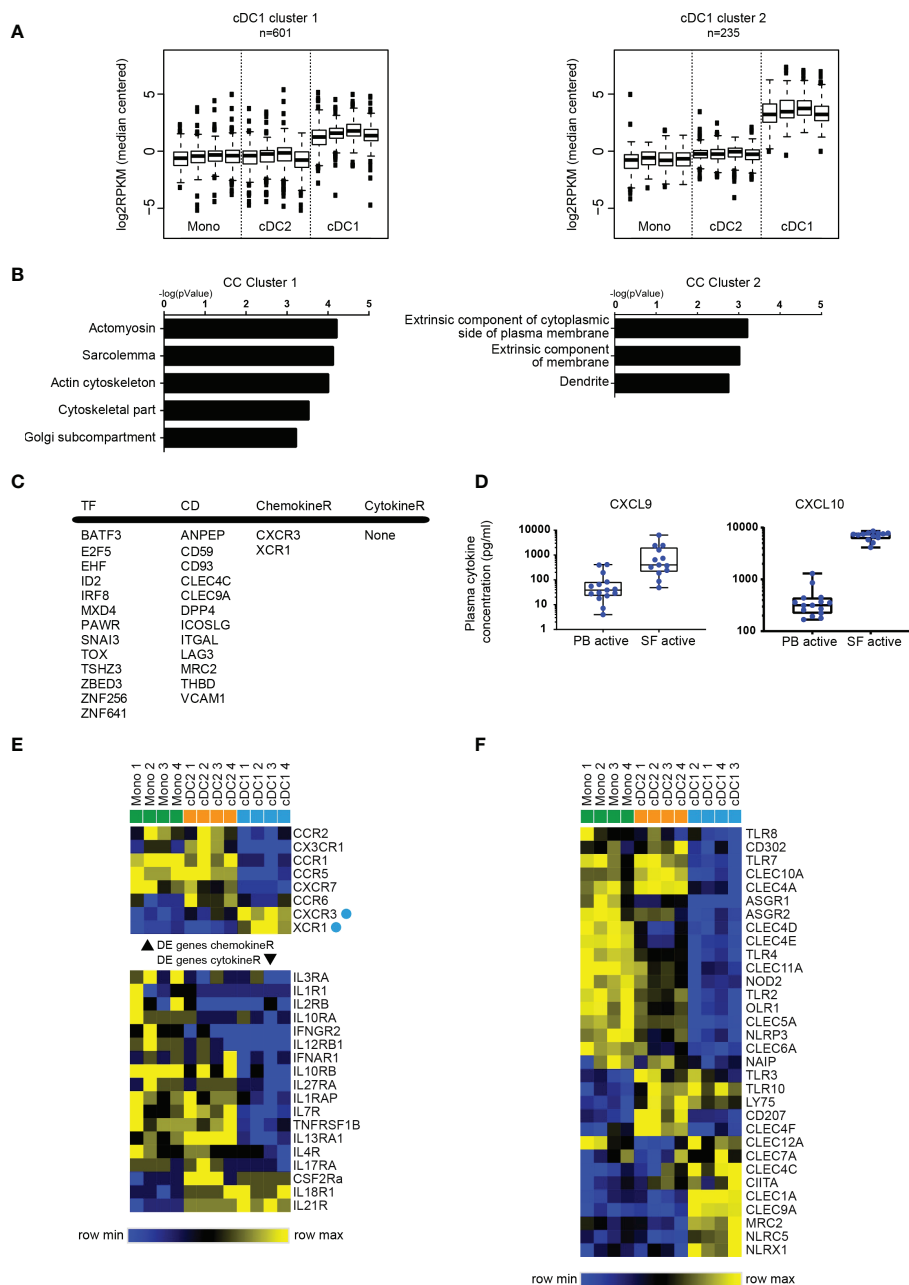 A
cDC1 cluster 1
n=601
log2RPKM (median centered)
5
0
−5
Mono
cDC2
cDC1
cDC1 cluster 2
n=235
log2RPKM (median centered)
5
0
−5
Mono
cDC2
cDC1
B
CC Cluster 1
-log(pValue)
0 1 2 3 4 5
Actomyosin
Sarcolemma
Actin cytoskeleton
Cytoskeletal part
Golgi subcompartment
CC Cluster 2
-log(pValue)
0 1 2 3 4 5
Extrinsic component of cytoplasmic
side of plasma membrane
Extrinsic component
of membrane
Dendrite
C
TF CD ChemokineR CytokineR
BATF3 ANPEP CXCR3 None
E2F5 CD59 XCR1
EHF CD93
ID2 CLEC4C
IRF8 CLEC9A
MXD4 DPP4
PAWR ICOSLG
SNAI3 ITGAL
TOX LAG3
TSHZ3 MRC2
ZBED3 THBD
ZNF256 VCAM1
ZNF641
D
Plasma cytokine
concentration (pg/ml)
CXCL9
10000
1000
100
10
1
PB active SF active
CXCL10
10000
1000
100
PB active SF active
E
Mono 1
Mono 2
Mono 3
Mono 4
cDC2 1
cDC2 2
cDC2 3
cDC2 4
cDC1 1
cDC1 2
cDC1 3
cDC1 4
CCR2
CX3CR1
CCR1
CCR5
CXCR7
CCR6
CXCR3
XCR1
DE genes chemokineR
DE genes cytokineR
IL3RA
IL1R1
IL2RB
IL10RA
IFNGR2
IL12RB1
IFNAR1
IL10RB
IL27RA
IL1RAP
IL7R
TNFRSF1B
IL13RA1
IL4R
IL17RA
CSF2Ra
IL18R1
IL21R
row min row max
F
Mono 1
Mono 2
Mono 3
Mono 4
cDC2 1
cDC2 3
cDC2 2
cDC2 4
cDC1 2
cDC1 1
cDC1 4
cDC1 3
TLR8
CD302
TLR7
CLEC10A
CLEC4A
ASGR1
ASGR2
CLEC4D
CLEC4E
TLR4
CLEC11A
NOD2
TLR2
OLR1
CLEC5A
NLRP3
CLEC6A
NAIP
TLR3
TLR10
LY75
CD207
CLEC4F
CLEC12A
CLEC7A
CLEC4C
CIITA
CLEC1A
CLEC9A
MRC2
NLRC5
NLRX1
row min row max